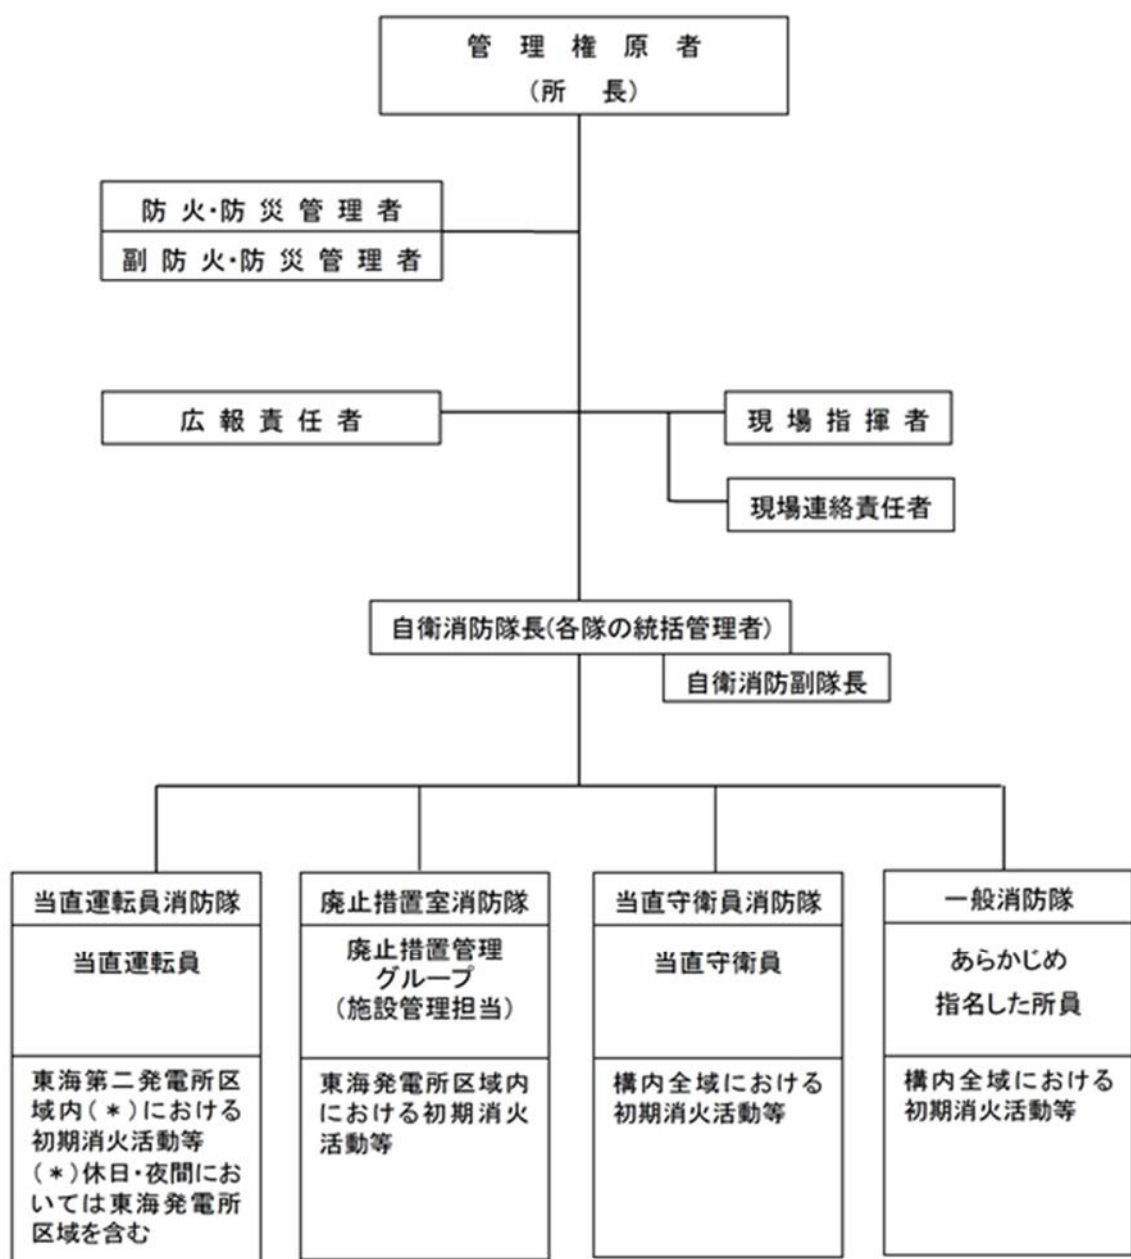 管理権原者
(所 長)
防火・防災管理者
副防火・防災管理者
広報責任者
現場指揮者
現場連絡責任者
自衛消防隊長(各隊の統括管理者)
自衛消防副隊長
当直運転員消防隊
当直運転員
東海第二発電所区
域内(*)における
初期消火活動等
(*)休日・夜間にお
いては東海発電所
区域を含む
廃止措置室消防隊
廃止措置管理
グループ
(施設管理担当)
東海発電所区域内
における初期消火
活動等
当直守衛員消防隊
当直守衛員
構内全域における
初期消火活動等
一般消防隊
あらかじめ
指名した所員
構内全域における
初期消火活動等